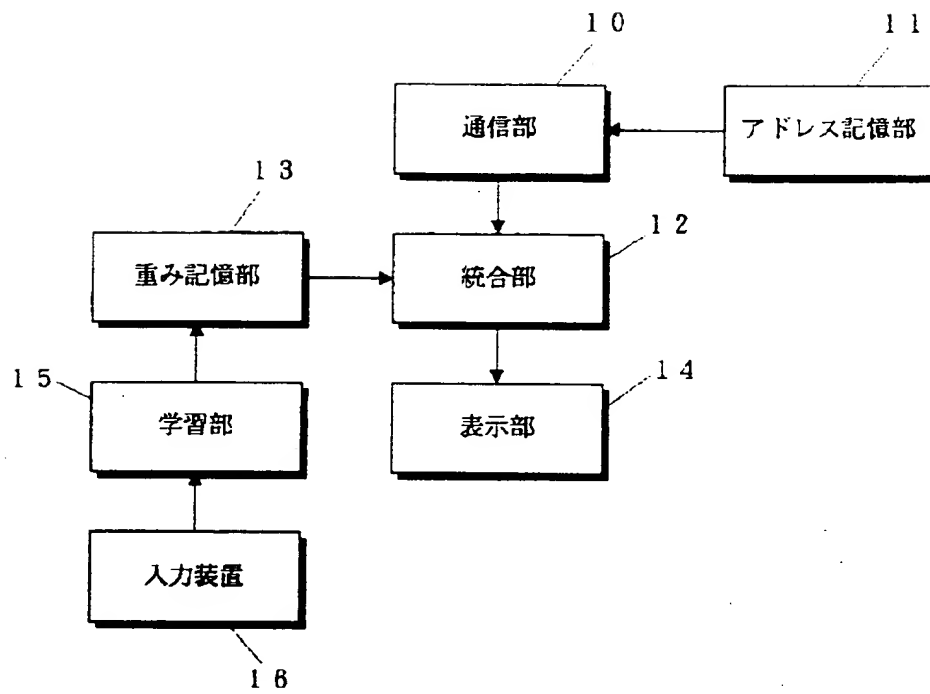 １０
１１
通信部
アドレス記憶部
１３
１２
重み記憶部
統合部
１５
１４
学習部
表示部
入力装置
１６